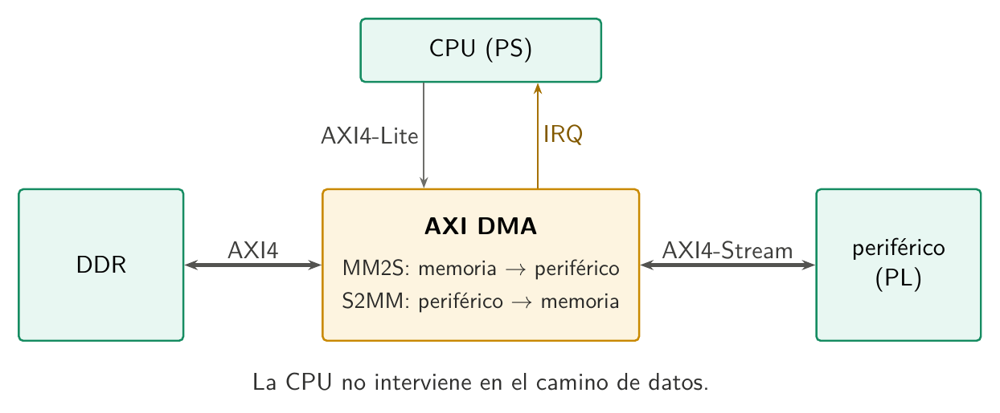 CPU (PS)
AXI4-Lite
IRQ
AXI DMA
MM2S: memoria → periférico
S2MM: periférico → memoria
DDR
AXI4
AXI4-Stream
periférico
(PL)
La CPU no interviene en el camino de datos.